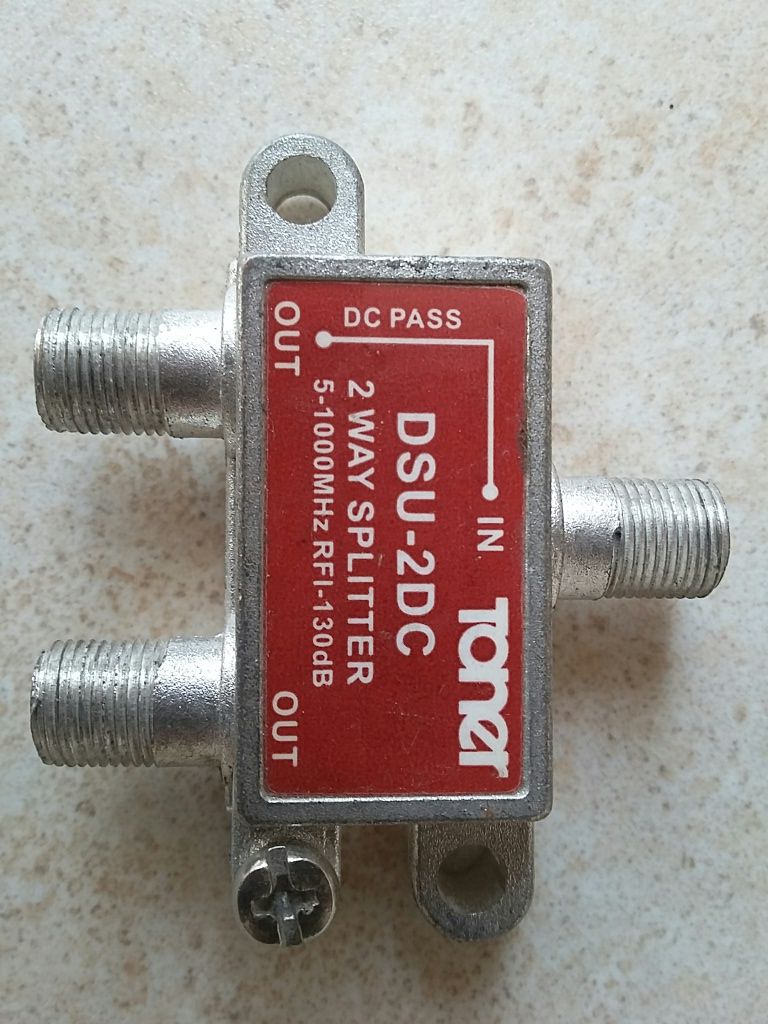 Toner
IN
DC PASS
DSU-2DC
2 WAY SPLITTER
5-1000MHz RFI-130dB
OUT
OUT